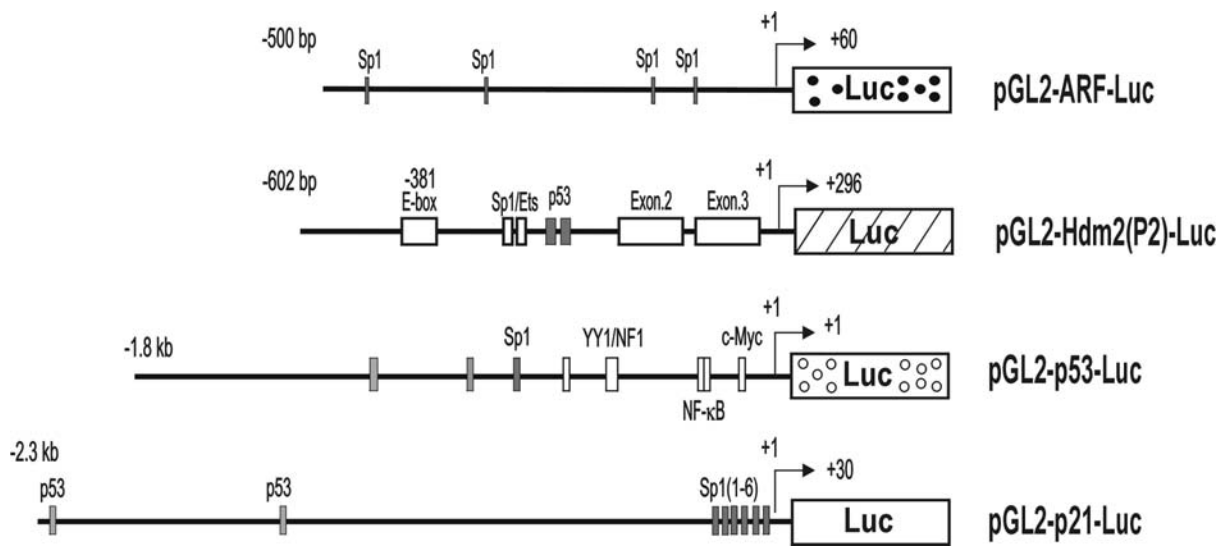 -500 bp
Sp1 Sp1 Sp1 Sp1
+1
+60
Luc
pGL2-ARF-Luc
-602 bp
-381
E-box
Sp1/Ets
p53
Exon.2
Exon.3
+1
+296
Luc
pGL2-Hdm2(P2)-Luc
-1.8 kb
Sp1
YY1/NF1
NF-κB
c-Myc
+1
+1
Luc
pGL2-p53-Luc
-2.3 kb
p53
p53
Sp1(1-6)
+1
+30
Luc
pGL2-p21-Luc